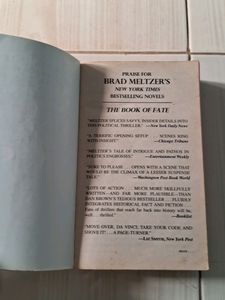 PRAISE FOR
BRAD MELTZER'S
NEW YORK TIMES
BESTSELLING NOVELS
THE BOOK OF FATE
"MELTZER SPLICES SAVVY, INSIDER DETAILS INTO
THIS POLITICAL THRILLER." —New York Daily News
"A TERRIFIC OPENING SETUP . . . SCENES RING
WITH INSIGHT." —Chicago Tribune
"MELTZER'S TALE OF INTRIGUE AND PATHOS IN
POLITICS ENGROSSES." —Entertainment Weekly
"SURE TO PLEASE . . . OPENS WITH A SCENE THAT
WOULD BE THE CLIMAX OF A LESSER SUSPENSE
TALE." —Washington Post Book World
"LOTS OF ACTION . . . MUCH MORE SKILLFULLY
WRITTEN—AND FAR MORE PLAUSIBLE—THAN
DAN BROWN'S TEDIOUS BESTSELLER . . . FLUIDLY
INTEGRATES HISTORICAL FACT AND FICTION . . .
Fans of thrillers that reach far back into history will be,
well . . . thrilled." —Booklist
"MOVE OVER, DA VINCI, TAKE YOUR CODE AND
SHOVE IT! . . . A PAGE-TURNER."
—Liz Smith, New York Post
more